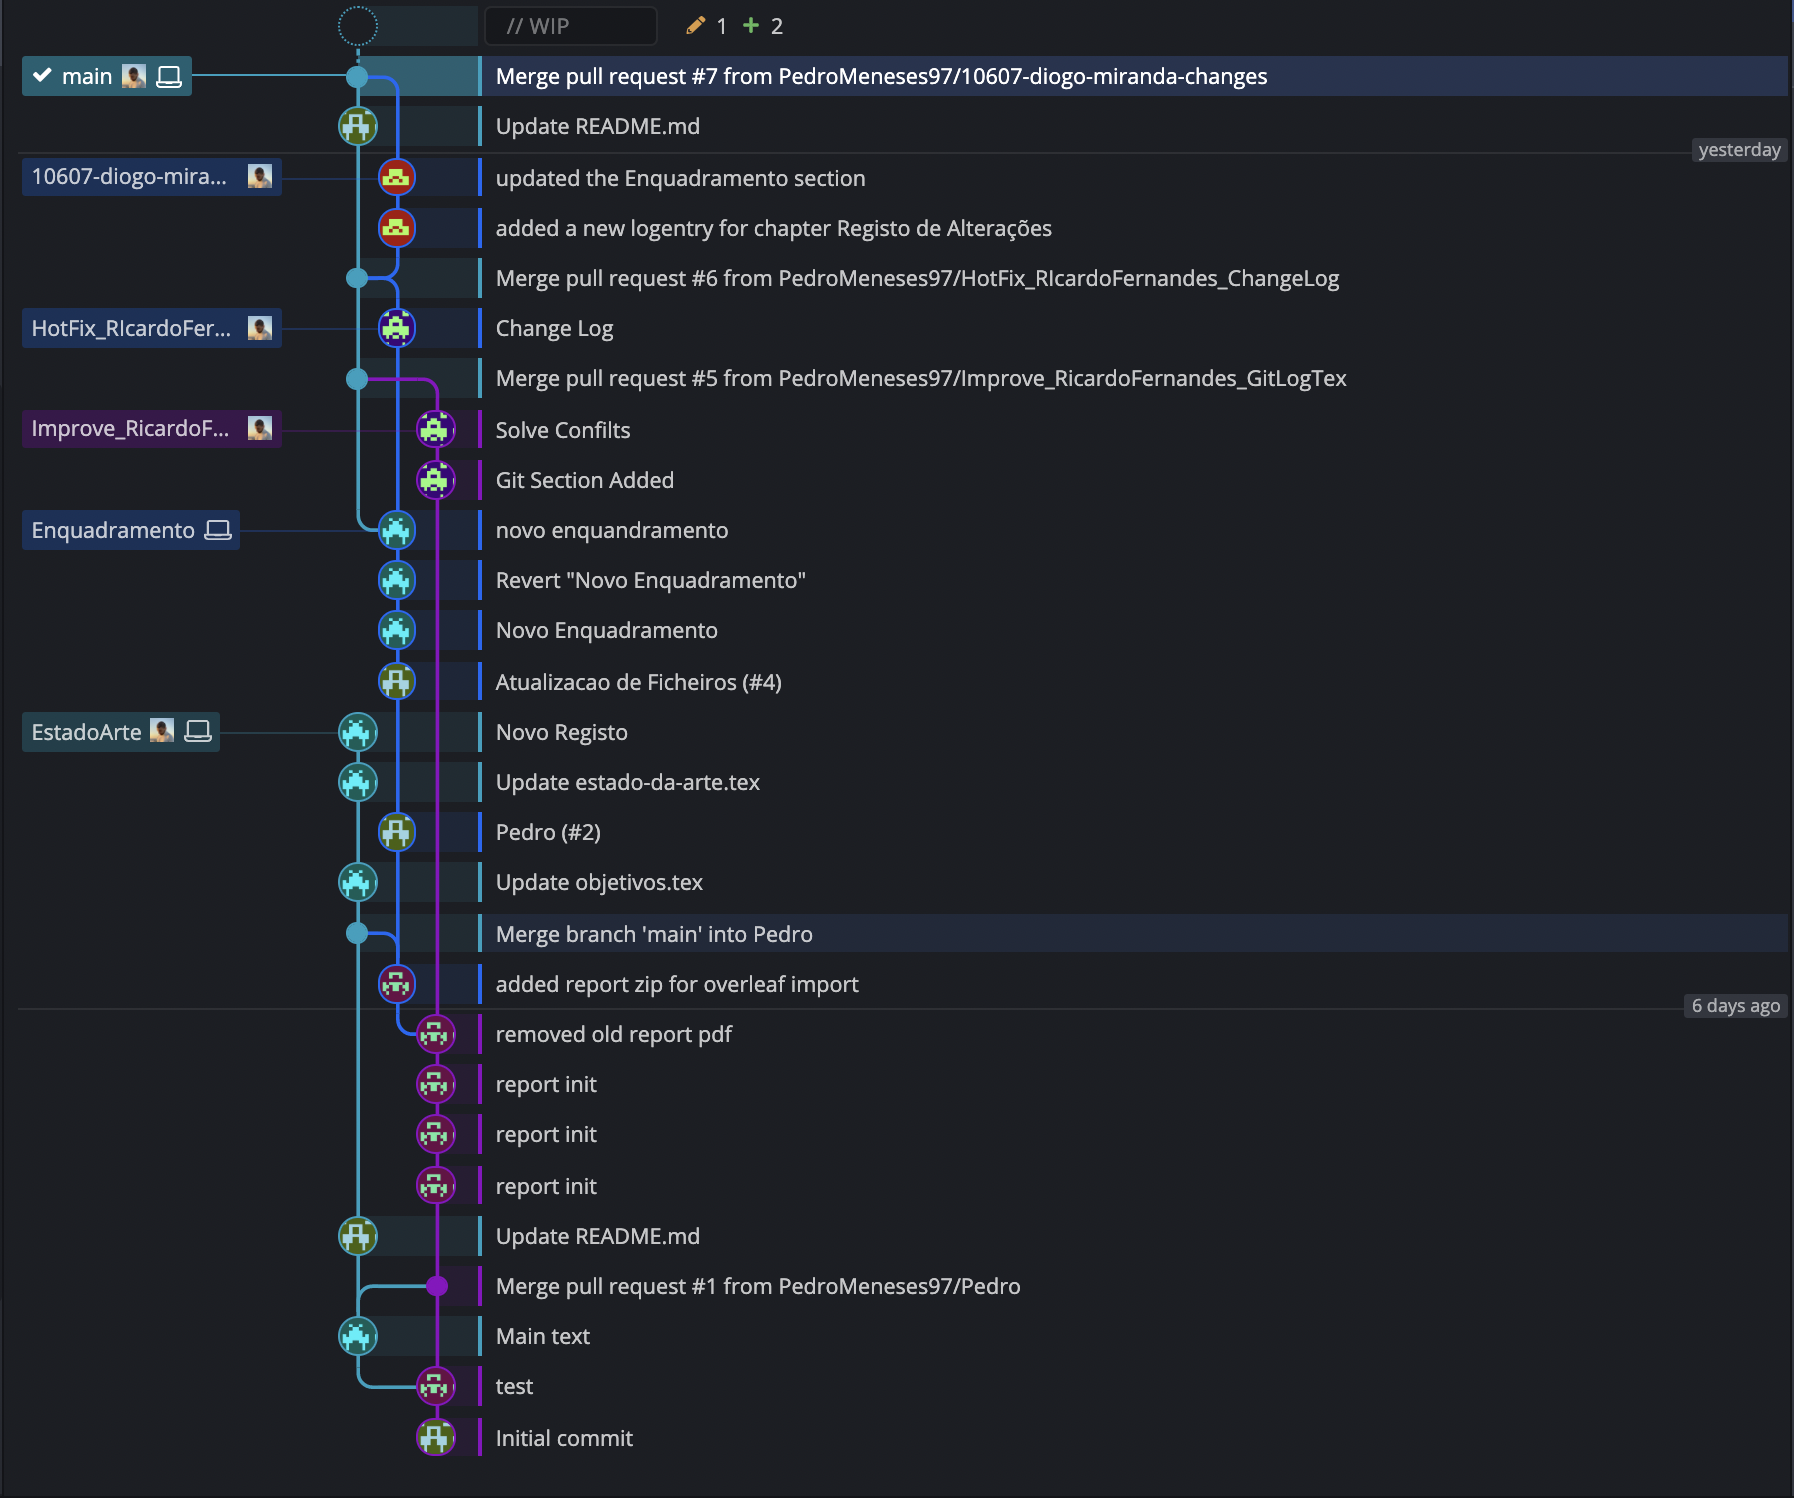 // WIP 1 2
main Merge pull request #7 from PedroMeneses97/10607-diogo-miranda-changes
Update README.md
yesterday
10607-diogo-mira... updated the Enquadramento section
added a new logentry for chapter Registo de Alterações
Merge pull request #6 from PedroMeneses97/HotFix_RIcardoFernandes_ChangeLog
HotFix_RIcardoFer... Change Log
Merge pull request #5 from PedroMeneses97/Improve_RicardoFernandes_GitLogTex
Improve_RicardoF... Solve Confilts
Git Section Added
Enquadramento novo enquandramento
Revert "Novo Enquadramento"
Novo Enquadramento
Atualizacao de Ficheiros (#4)
EstadoArte Novo Registo
Update estado-da-arte.tex
Pedro (#2)
Update objetivos.tex
Merge branch 'main' into Pedro
added report zip for overleaf import
6 days ago
removed old report pdf
report init
report init
report init
Update README.md
Merge pull request #1 from PedroMeneses97/Pedro
Main text
test
Initial commit